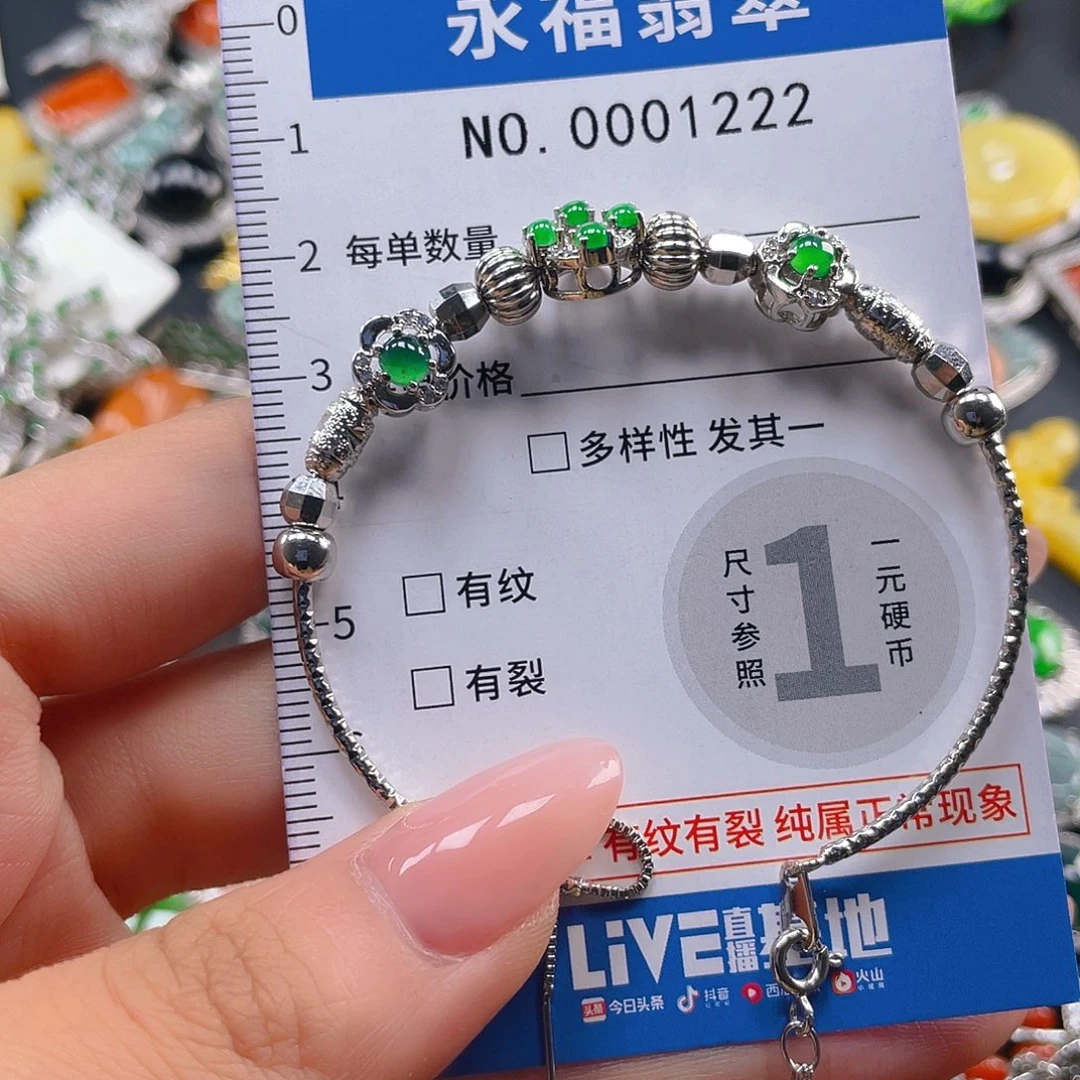 永福翡翠
NO. 0001222
0
1
2
3
5
每单数量
价格
多样性 发其一
有纹
有裂
尺寸参照
1
一元硬币
有纹有裂 纯属正常现象
LiVE直播基地
头条 今日头条
抖音
西
火山